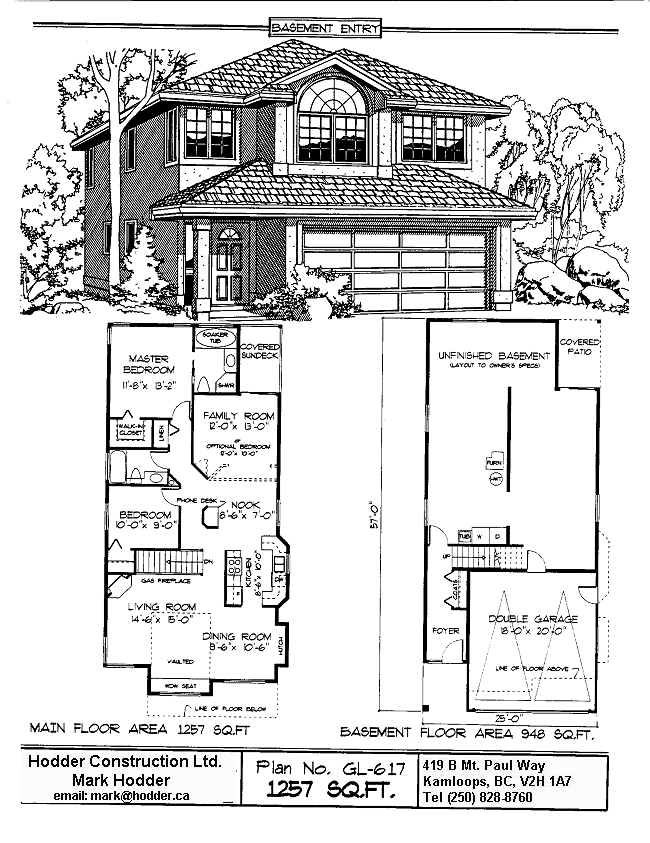 BASEMENT ENTRY
SOAKER
TUB
COVERED
SUNDECK
MASTER
BEDROOM
11'-8" X 13'-2"
SHWR
WALK-IN
CLOSET
LINEN
FAMILY ROOM
12'-0" X 13'-0"
OR
OPTIONAL BEDROOM
PHONE DESK
NOOK
8'-6" X 7'-0"
BEDROOM
10'-0" X 9'-0"
DN
GAS FIREPLACE
KITCHEN
8'-6" X 10'-0"
F
LIVING ROOM
14'-6" X 15'-0"
DINING ROOM
9'-6" X 10'-6"
HUTCH
VAULTED
WDW SEAT
LINE OF FLOOR BELOW
MAIN FLOOR AREA 1257 SQ.FT
UNFINISHED BASEMENT
(LAYOUT TO OWNER'S SPECS)
COVERED
PATIO
57'-0"
FURN
HWT
TUB W D
UP
COATS
FOYER
DOUBLE GARAGE
18'-0" X 20'-0"
LINE OF FLOOR ABOVE
25'-0"
BASEMENT FLOOR AREA 948 SQ.FT.
Hodder Construction Ltd.
Mark Hodder
email: mark@hodder.ca
Plan No. GL-617
1257 SQ.FT.
419 B Mt. Paul Way
Kamloops, BC, V2H 1A7
Tel (250) 828-8760